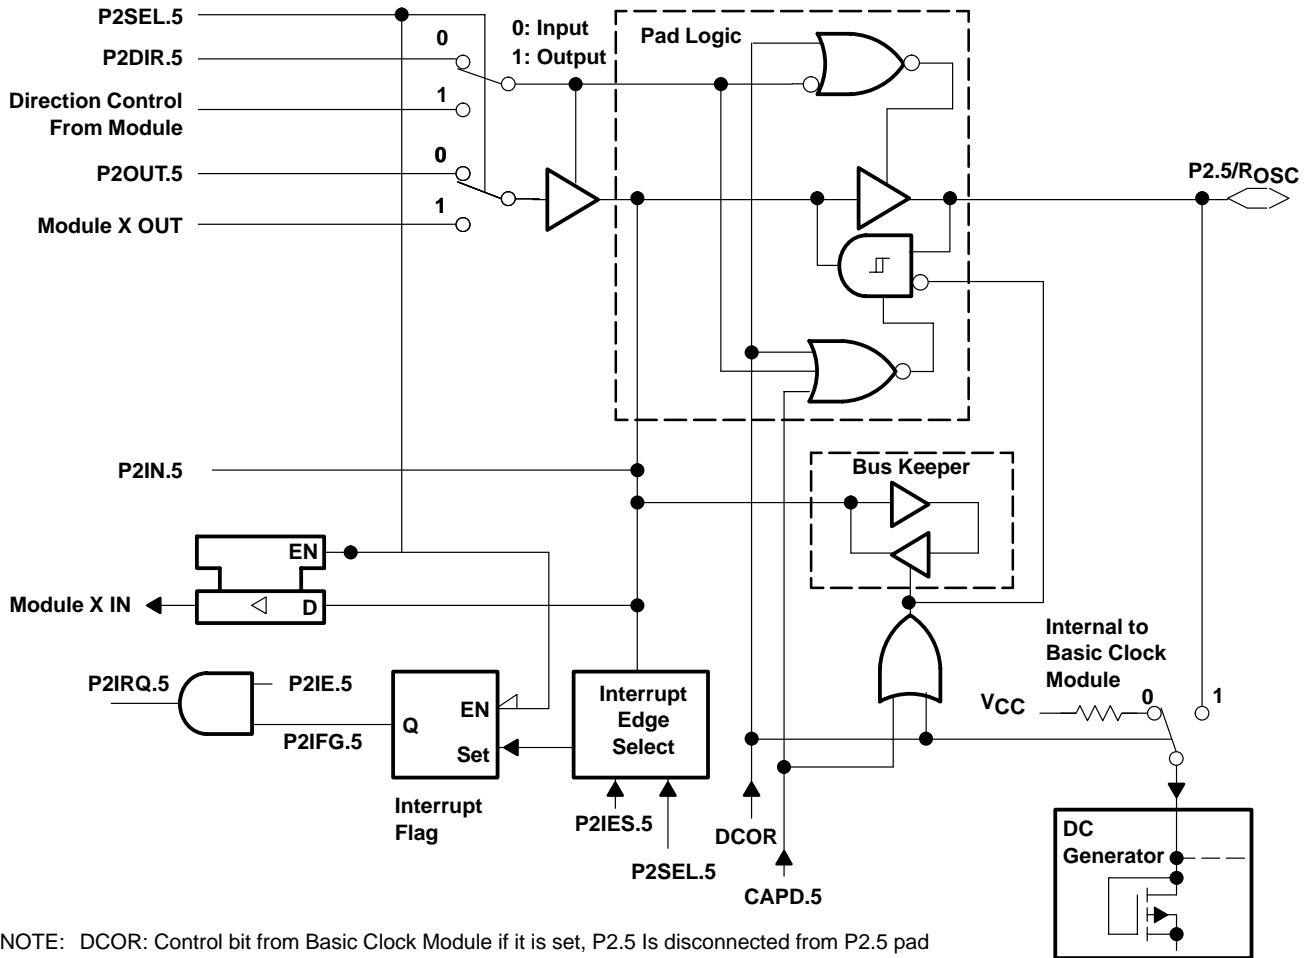 P2SEL.5
0
0: Input
1: Output
Pad Logic
P2DIR.5
Direction Control
From Module
1
P2OUT.5
0
P2.5/ROSC
Module X OUT
1
P2IN.5
Bus Keeper
EN
Module X IN
D
Internal to
Basic Clock
Module
P2IRQ.5
P2IE.5
P2IFG.5
Q
EN
Set
Interrupt
Edge
Select
VCC
0
1
Interrupt
Flag
P2IES.5
P2SEL.5
DCOR
CAPD.5
DC
Generator
NOTE: DCOR: Control bit from Basic Clock Module if it is set, P2.5 Is disconnected from P2.5 pad